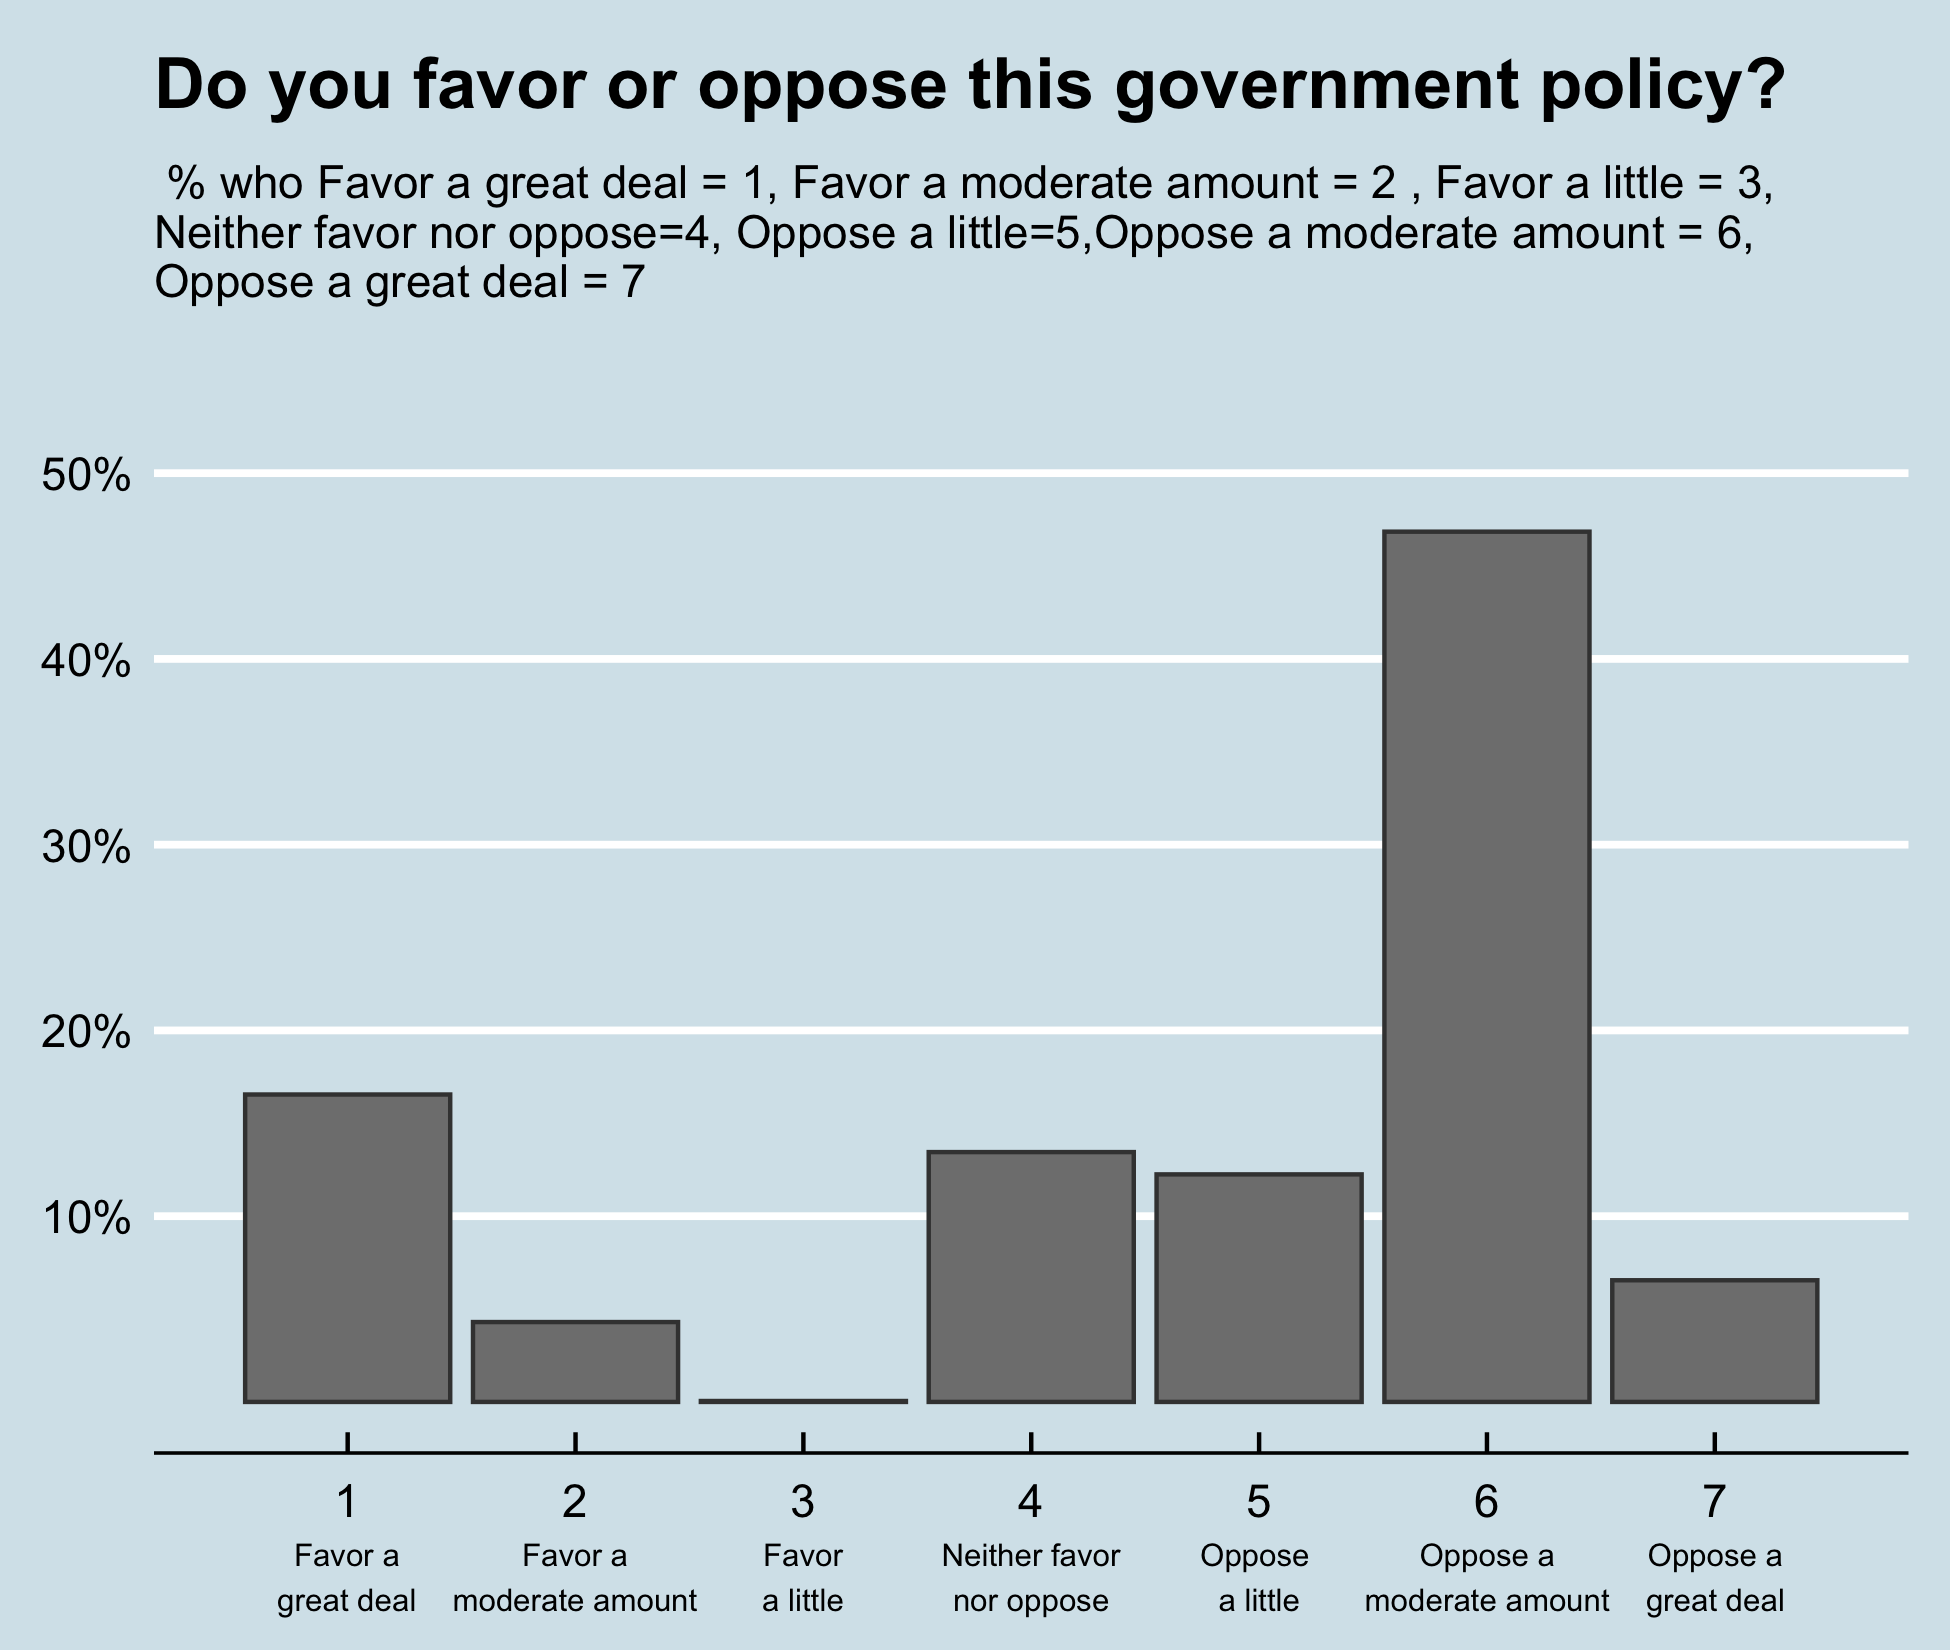 Do you favor or oppose this government policy?
% who Favor a great deal = 1, Favor a moderate amount = 2 , Favor a little = 3,
Neither favor nor oppose=4, Oppose a little=5,Oppose a moderate amount = 6,
Oppose a great deal = 7
50%
40%
30%
20%
10%
1 2 3 4 5 6 7
Favor a Favor a Favor Neither favor Oppose Oppose a Oppose a
great deal moderate amount a little nor oppose a little moderate amount great deal